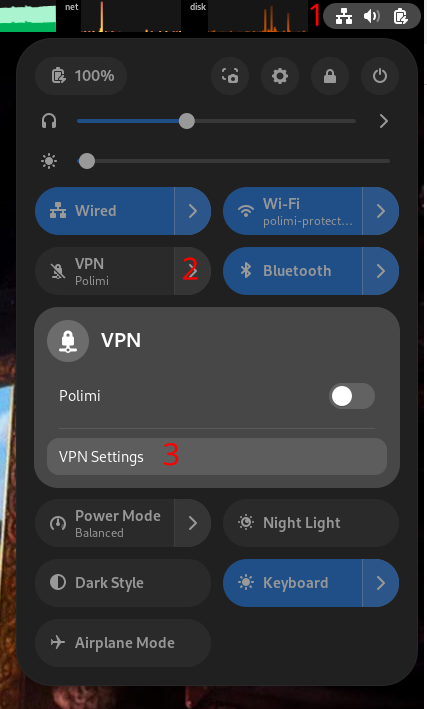 net
disk
1
100%
Wired
Wi-Fi
polimi-protect...
VPN
Polimi
2
Bluetooth
VPN
Polimi
VPN Settings
3
Power Mode
Balanced
Night Light
Dark Style
Keyboard
Airplane Mode